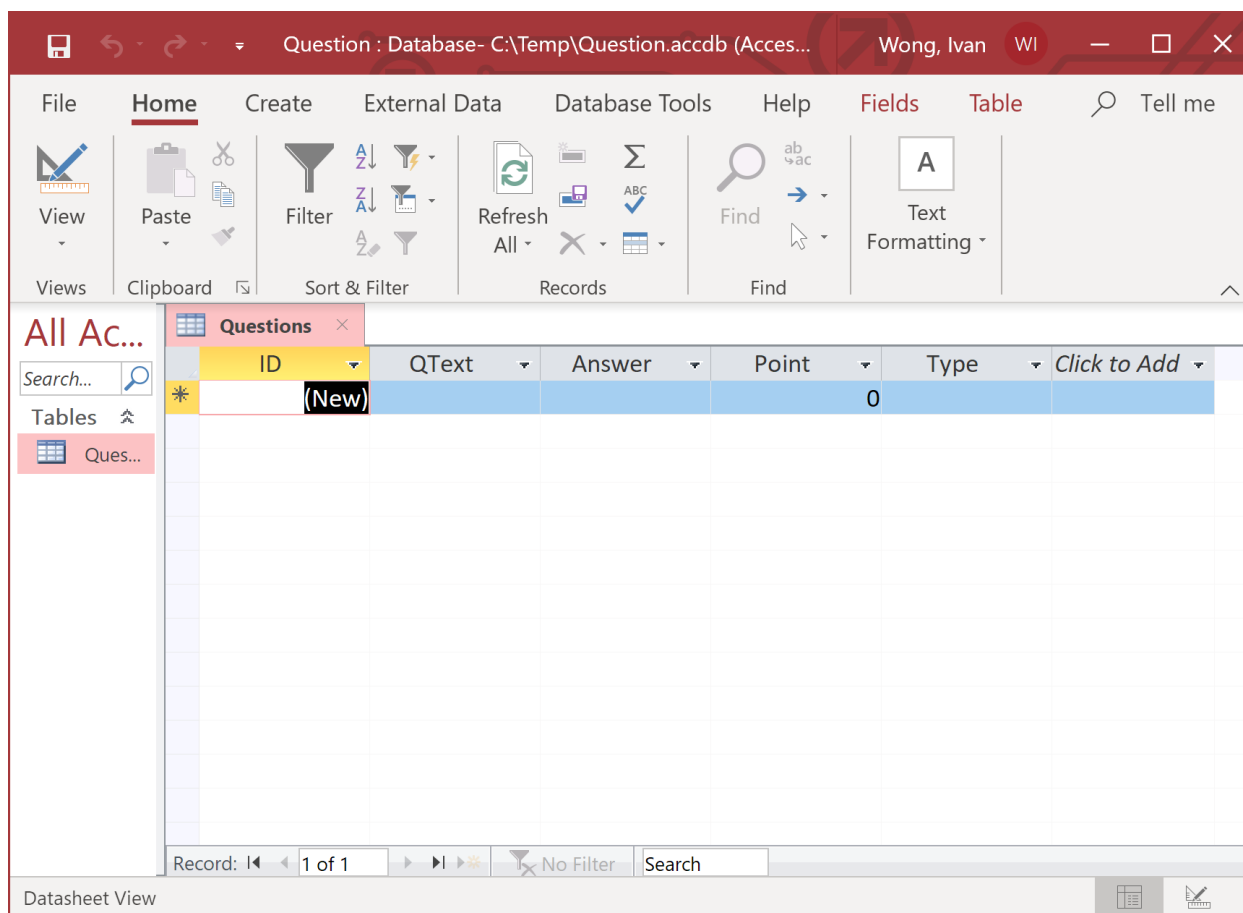 Question : Database- C:\Temp\Question.accdb (Acces... Wong, Ivan WI
File Home Create External Data Database Tools Help Fields Table Tell me
View Paste Filter Refresh All Find ab ac ABC A Text Formatting
Views Clipboard Sort & Filter Records Find
All Ac...
Questions
Search...
ID QText Answer Point Type Click to Add
(New) 0
Tables
Ques...
Record: 1 of 1 No Filter Search
Datasheet View